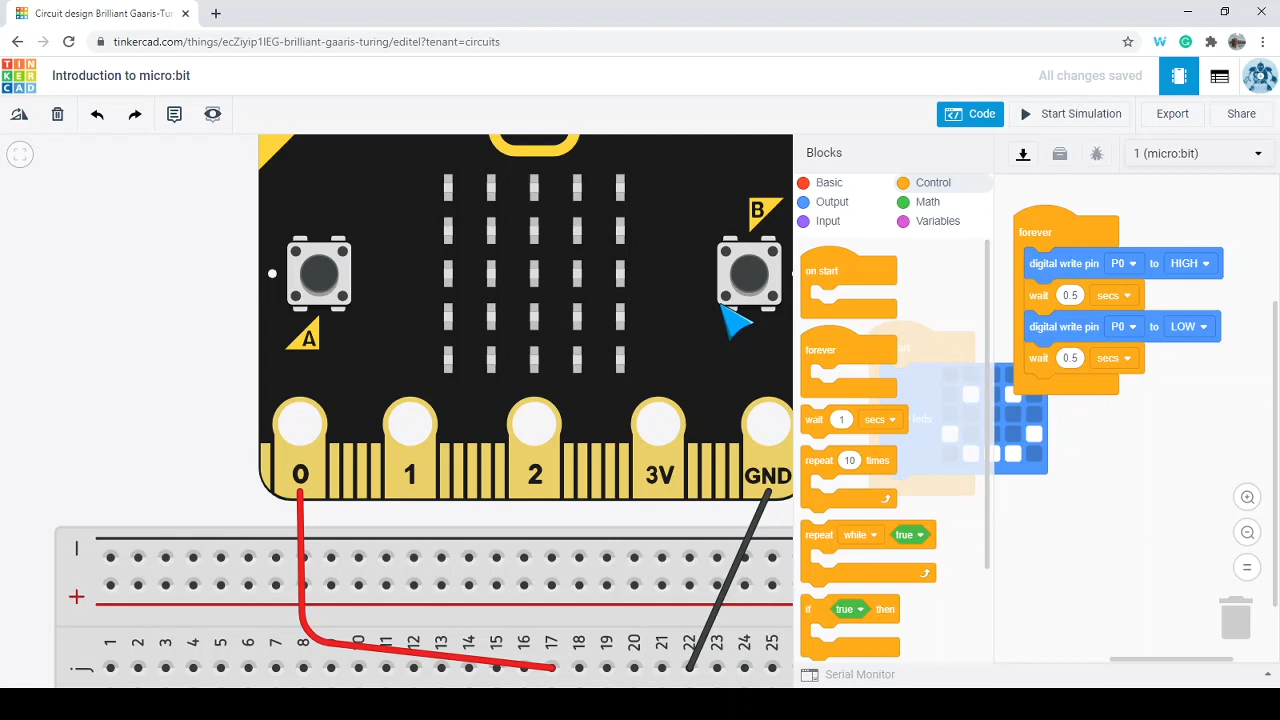 Circuit design Brilliant Gaaris-Tur
tinkercad.com/things/ecZiyip1lEG-brilliant-gaaris-turing/editel?tenant=circuits
TIN
KER
CAD
Introduction to micro:bit
All changes saved
Code
Start Simulation
Export
Share
Blocks
1 (micro:bit)
Basic
Control
Output
Math
Input
Variables
on start
forever
wait 1 secs
repeat 10 times
repeat while true
if true then
leds
forever
digital write pin P0 to HIGH
wait 0.5 secs
digital write pin P0 to LOW
wait 0.5 secs
A
B
0 1 2 3V GND
1 2 3 4 5 6 7 8 10 11 12 13 14 15 16 17 18 19 20 21 22 23 24 25
j
Serial Monitor